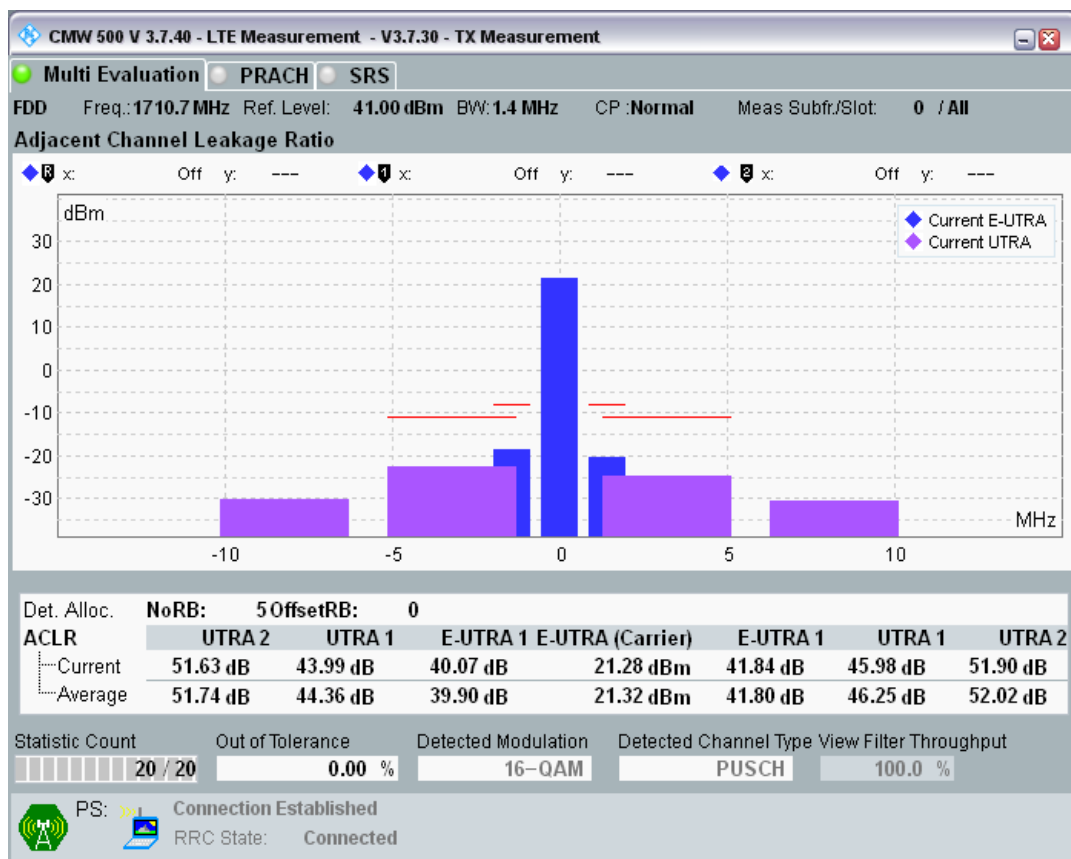 CMW 500 V 3.7.40 - LTE Measurement - V3.7.30 - TX Measurement
Multi Evaluation PRACH SRS
FDD Freq.: 1710.7 MHz Ref. Level: 41.00 dBm BW: 1.4 MHz CP :Normal Meas Subfr./Slot: 0 / All
Adjacent Channel Leakage Ratio
R x: Off y: --- 1 x: Off y: --- 2 x: Off y: ---
dBm
Current E-UTRA
Current UTRA
30
20
10
0
-10
-20
-30
MHz
-10 -5 0 5 10
Det. Alloc. NoRB: 5 OffsetRB: 0
ACLR UTRA 2 UTRA 1 E-UTRA 1 E-UTRA (Carrier) E-UTRA 1 UTRA 1 UTRA 2
Current 51.63 dB 43.99 dB 40.07 dB 21.28 dBm 41.84 dB 45.98 dB 51.90 dB
Average 51.74 dB 44.36 dB 39.90 dB 21.32 dBm 41.80 dB 46.25 dB 52.02 dB
Statistic Count Out of Tolerance Detected Modulation Detected Channel Type View Filter Throughput
20 / 20 0.00 % 16-QAM PUSCH 100.0 %
PS: Connection Established
RRC State: Connected